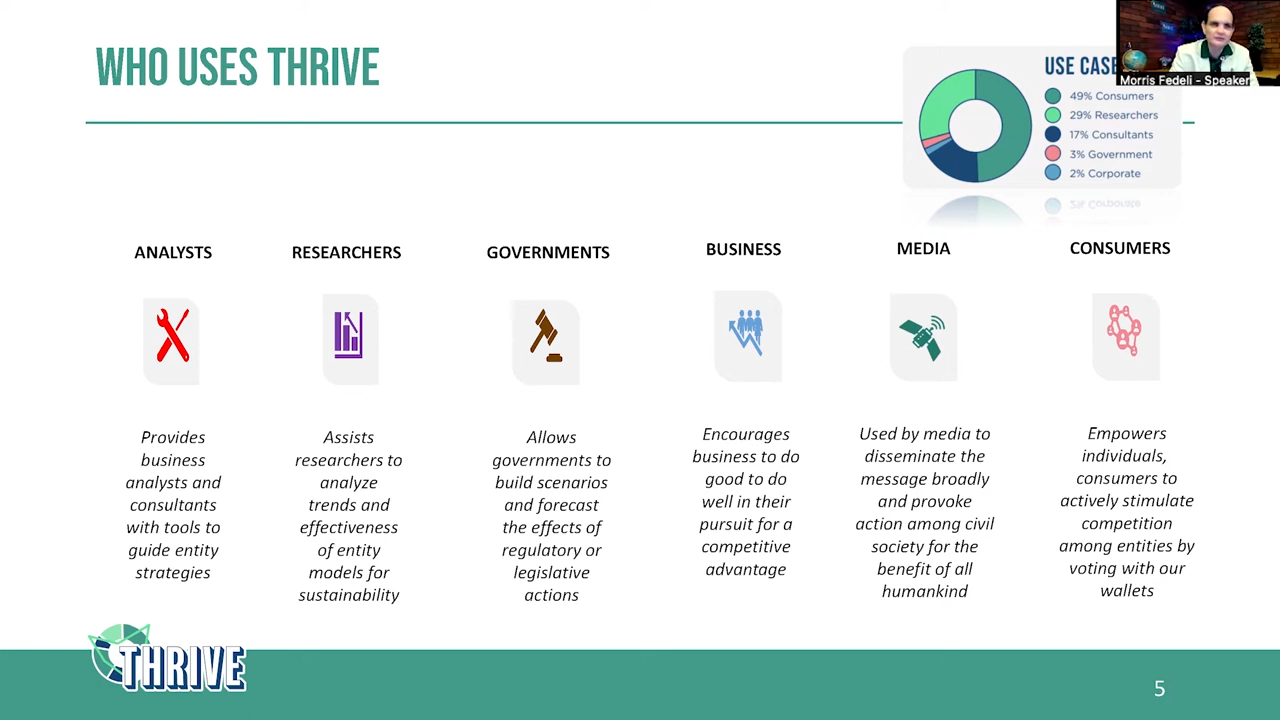 WHO USES THRIVE
Morris Fedeli - Speaker
USE CASE
49% Consumers
29% Researchers
17% Consultants
3% Government
2% Corporate
ANALYSTS
Provides
business
analysts and
consultants
with tools to
guide entity
strategies
RESEARCHERS
Assists
researchers to
analyze
trends and
effectiveness
of entity
models for
sustainability
GOVERNMENTS
Allows
governments to
build scenarios
and forecast
the effects of
regulatory or
legislative
actions
BUSINESS
Encourages
business to do
good to do
well in their
pursuit for a
competitive
advantage
MEDIA
Used by media to
disseminate the
message broadly
and provoke
action among civil
society for the
benefit of all
humankind
CONSUMERS
Empowers
individuals,
consumers to
actively stimulate
competition
among entities by
voting with our
wallets
THRIVE
5